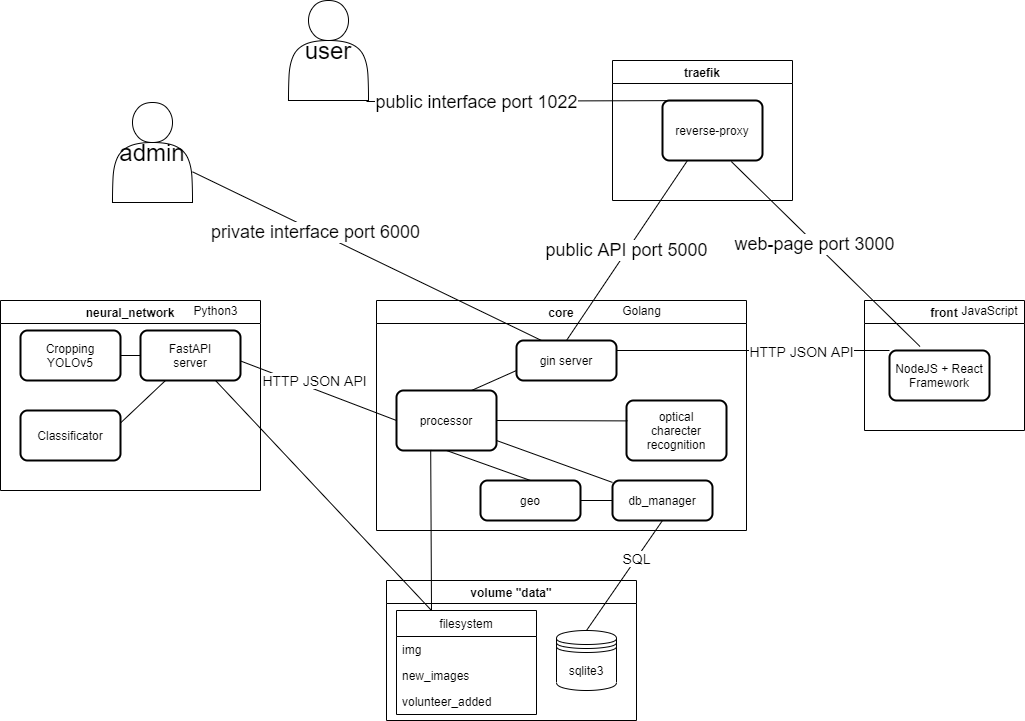 user
traefik
public interface port 1022
reverse-proxy
admin
private interface port 6000
public API port 5000
web-page port 3000
neural_network Python3
core Golang
front JavaScript
Cropping
YOLOv5
FastAPI
server
gin server
HTTP JSON API
NodeJS + React
Framework
HTTP JSON API
processor
optical
charecter
recognition
Classificator
geo
db_manager
SQL
volume "data"
filesystem
img
new_images
volunteer_added
sqlite3